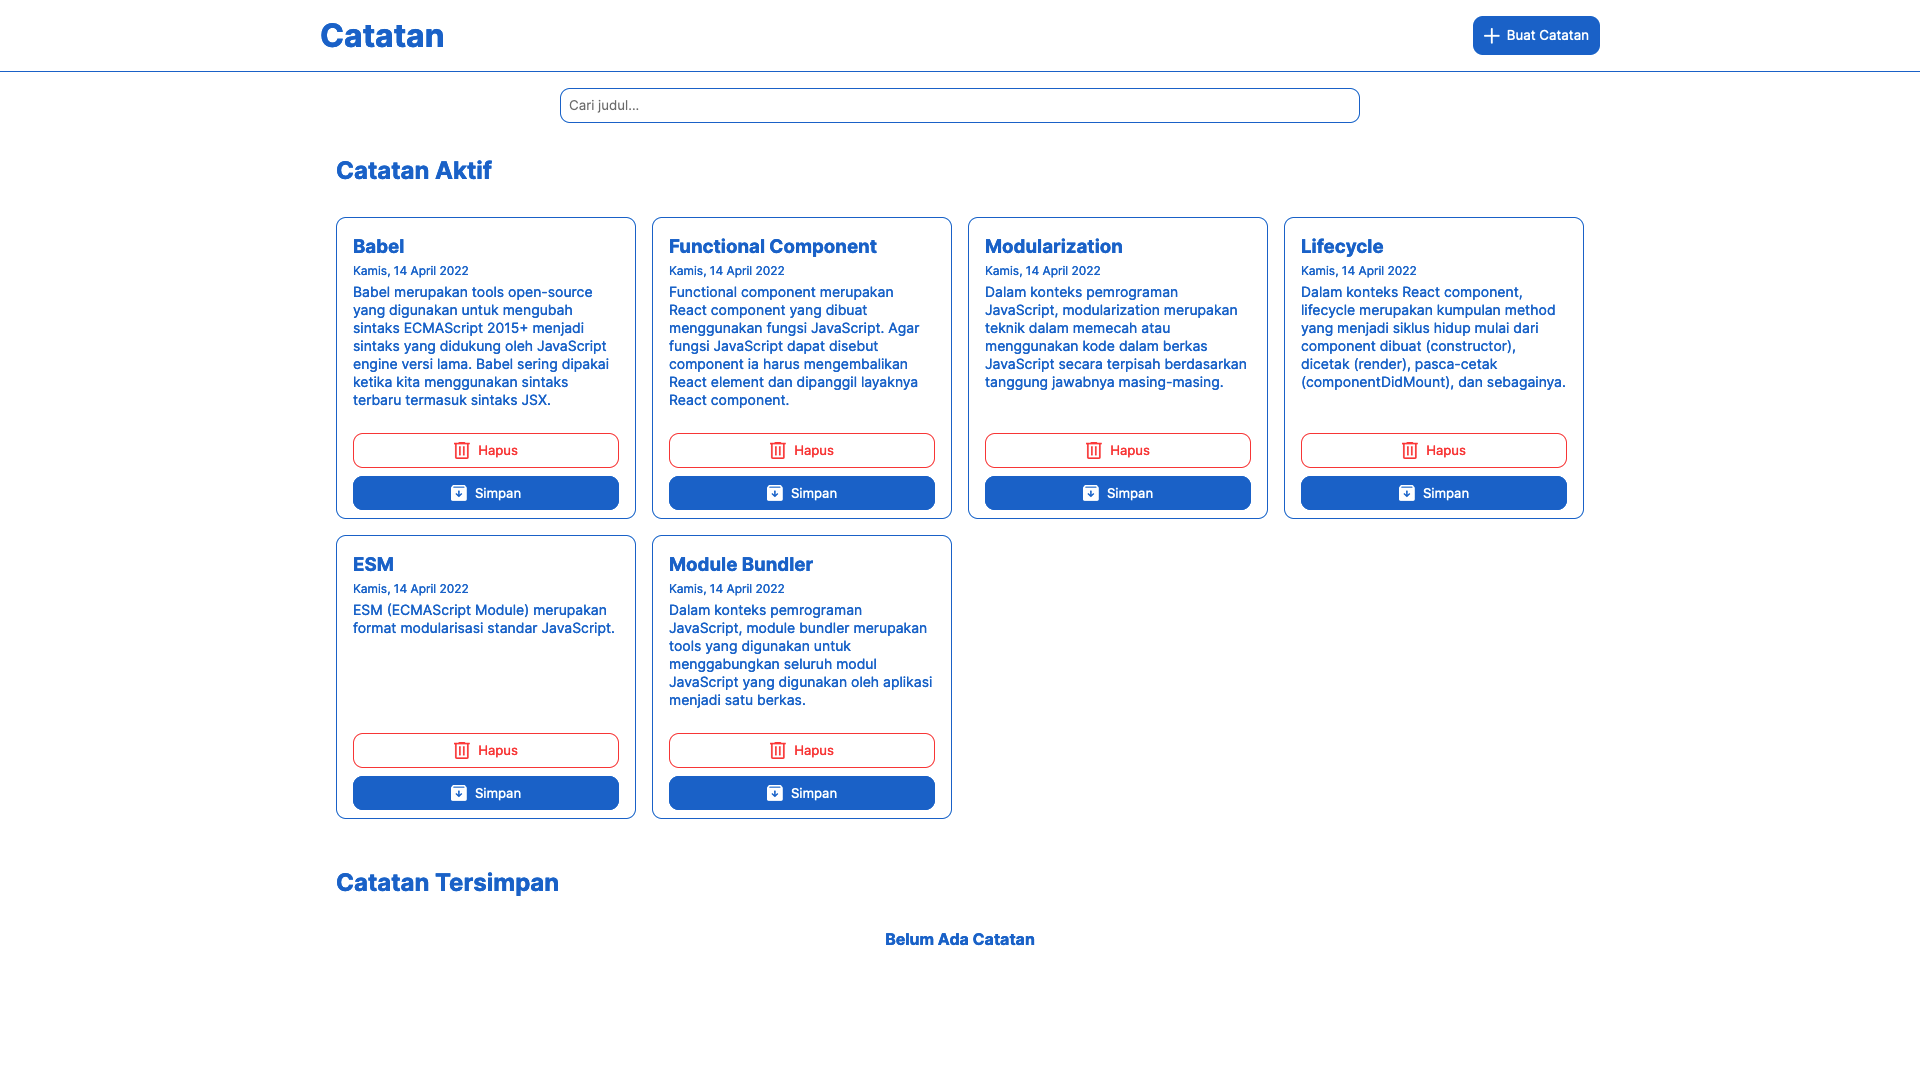 Catatan
Buat Catatan
Cari judul...
Catatan Aktif
Babel
Kamis, 14 April 2022
Babel merupakan tools open-source
yang digunakan untuk mengubah
sintaks ECMAScript 2015+ menjadi
sintaks yang didukung oleh JavaScript
engine versi lama. Babel sering dipakai
ketika kita menggunakan sintaks
terbaru termasuk sintaks JSX.
Hapus
Simpan
Functional Component
Kamis, 14 April 2022
Functional component merupakan
React component yang dibuat
menggunakan fungsi JavaScript. Agar
fungsi JavaScript dapat disebut
component ia harus mengembalikan
React element dan dipanggil layaknya
React component.
Hapus
Simpan
Modularization
Kamis, 14 April 2022
Dalam konteks pemrograman
JavaScript, modularization merupakan
teknik dalam memecah atau
menggunakan kode dalam berkas
JavaScript secara terpisah berdasarkan
tanggung jawabnya masing-masing.
Hapus
Simpan
Lifecycle
Kamis, 14 April 2022
Dalam konteks React component,
lifecycle merupakan kumpulan method
yang menjadi siklus hidup mulai dari
component dibuat (constructor),
dicetak (render), pasca-cetak
(componentDidMount), dan sebagainya.
Hapus
Simpan
ESM
Kamis, 14 April 2022
ESM (ECMAScript Module) merupakan
format modularisasi standar JavaScript.
Hapus
Simpan
Module Bundler
Kamis, 14 April 2022
Dalam konteks pemrograman
JavaScript, module bundler merupakan
tools yang digunakan untuk
menggabungkan seluruh modul
JavaScript yang digunakan oleh aplikasi
menjadi satu berkas.
Hapus
Simpan
Catatan Tersimpan
Belum Ada Catatan